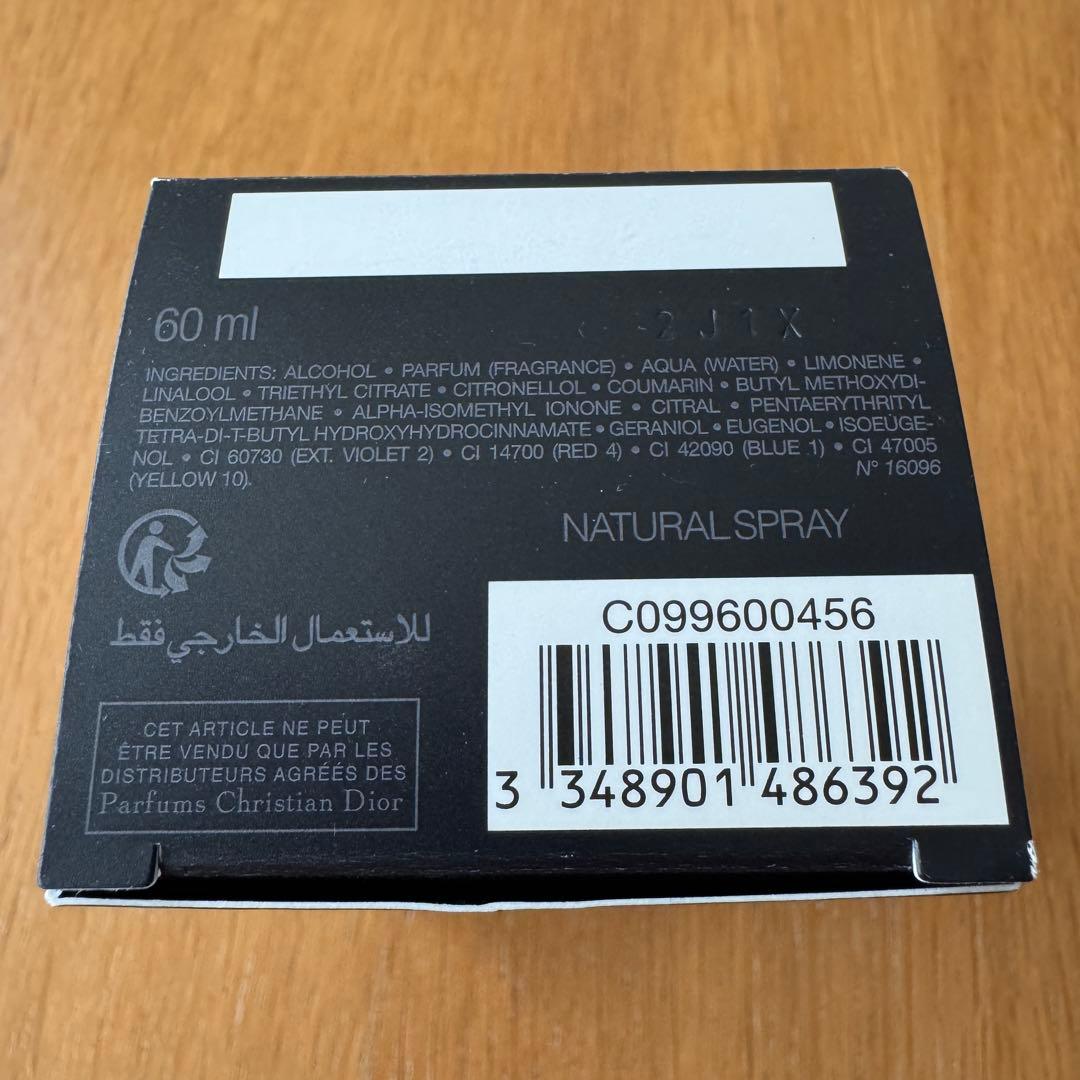 60 ml
2J1X
INGREDIENTS: ALCOHOL • PARFUM (FRAGRANCE) • AQUA (WATER) • LIMONENE •
LINALOOL • TRIETHYL CITRATE • CITRONELLOL • COUMARIN • BUTYL METHOXYDI-
BENZOYLMETHANE • ALPHA-ISOMETHYL IONONE • CITRAL • PENTAERYTHRITYL
TETRA-DI-T-BUTYL HYDROXYHYDROCINNAMATE • GERANIOL • EUGENOL • ISOEUGE-
NOL • CI 60730 (EXT. VIOLET 2) • CI 14700 (RED 4) • CI 42090 (BLUE 1) • CI 47005
(YELLOW 10).
N° 16096
NATURAL SPRAY
للاستعمال الخارجي فقط
CET ARTICLE NE PEUT
ÊTRE VENDU QUE PAR LES
DISTRIBUTEURS AGRÉÉS DES
Parfums Christian Dior
C099600456
3 348901 486392